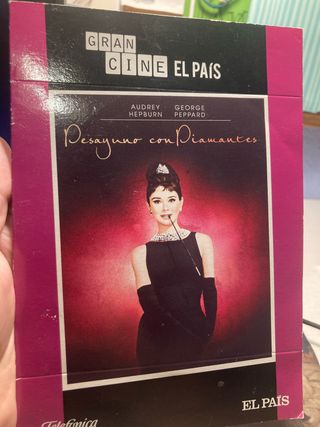 GRAN
CINE EL PAÍS
AUDREY HEPBURN GEORGE PEPPARD
Desayuno con Diamantes
EL PAÍS
Telefónica